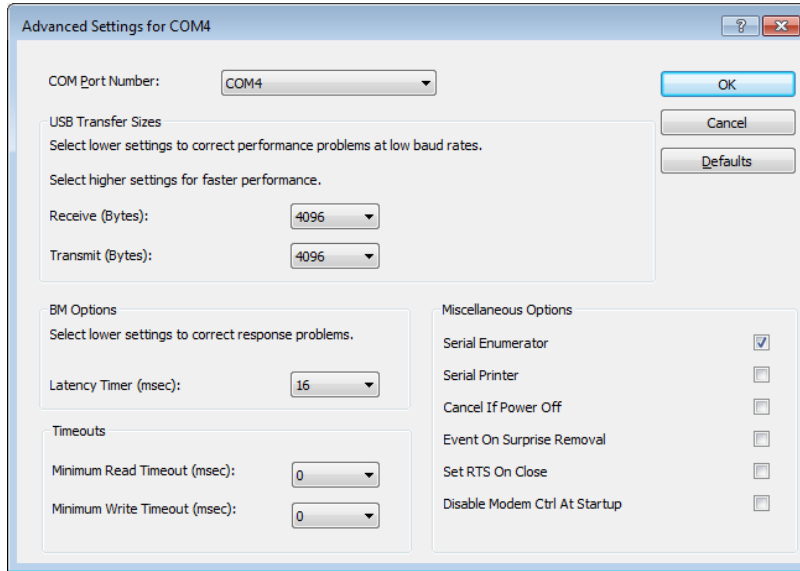 Advanced Settings for COM4
COM Port Number: COM4
OK
USB Transfer Sizes
Cancel
Select lower settings to correct performance problems at low baud rates.
Defaults
Select higher settings for faster performance.
Receive (Bytes): 4096
Transmit (Bytes): 4096
BM Options
Select lower settings to correct response problems.
Latency Timer (msec): 16
Timeouts
Minimum Read Timeout (msec): 0
Minimum Write Timeout (msec): 0
Miscellaneous Options
Serial Enumerator
Serial Printer
Cancel If Power Off
Event On Surprise Removal
Set RTS On Close
Disable Modem Ctrl At Startup